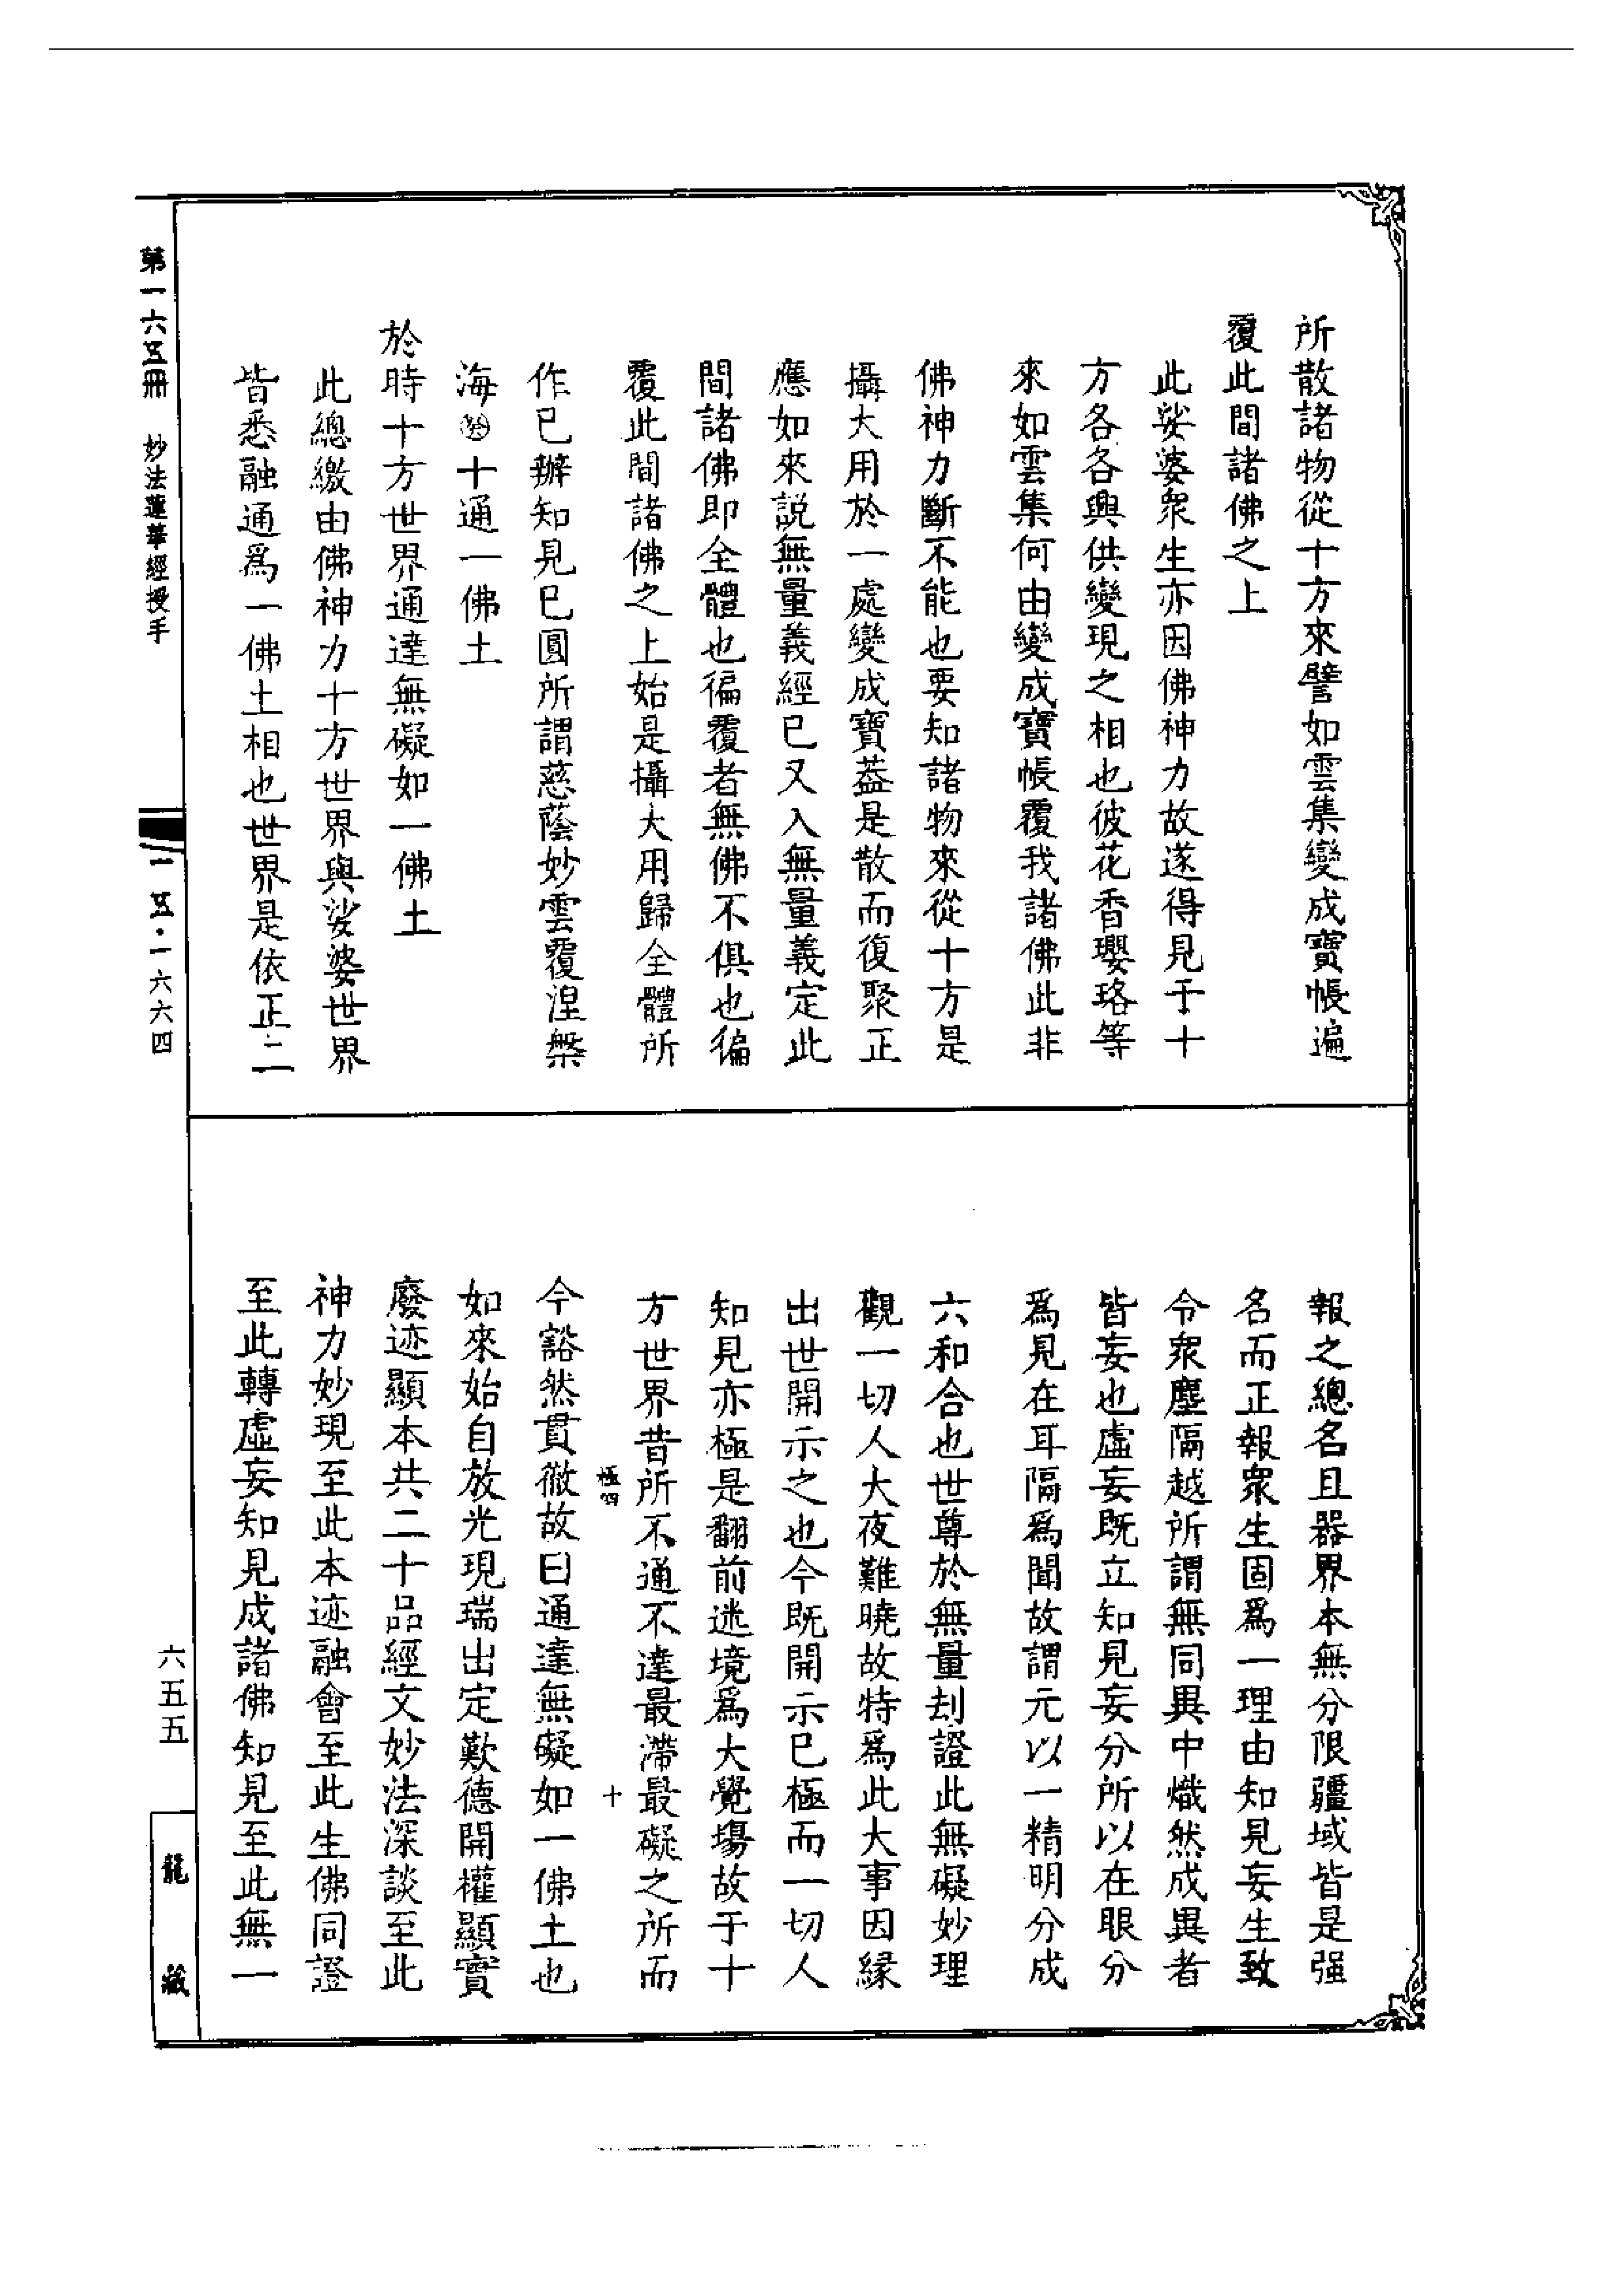 所散諸物從十方來譬如雲集變成寶帳遍
覆此間諸佛之上
此娑婆衆生亦因佛神力故遂得見于十
方各各興供變現之相也彼花香瓔珞等
來如雲集何由變成寶帳覆我諸佛此非
佛神力斷不能也要知諸物來從十方是
攝大用於一處變成寶葢是散而復聚正
應如來説無量義經已又入無量義定此
間諸佛即全體也徧覆者無佛不俱也徧
覆此間諸佛之上始是攝大用歸全體所
作已辦知見已圓所謂慈蔭妙雲覆涅槃
海十通一佛土
於時十方世界通達無礙如一佛土
此總繳由佛神力十方世界與娑婆世界
皆悉融通爲一佛土相也世界是依正二
報之總名且器界本無分限疆域皆是强
名而正報衆生固爲一理由知見妄生致
令衆塵隔越所謂無同異中熾然成異者
皆妄也虛妄既立知見妄分所以在眼分
爲見在耳隔爲聞故謂元以一精明分成
六和合也世尊於無量刦證此無礙妙理
觀一切人大夜難曉故特爲此大事因緣
出世開示之也今既開示已極而一切人
知見亦極是翻前迷境爲大覺場故于十
方世界昔所不通不達最滯最礙之所而
極四 十
今豁然貫徹故曰通達無礙如一佛土也
如來始自放光現瑞出定歎德開權顯實
廢迹顯本共二十品經文妙法深談至此
神力妙現至此本迹融會至此生佛同證
至此轉虛妄知見成諸佛知見至此無一
第一六五冊 妙法蓮華經授手
一五·一六六四
六五五
龍藏